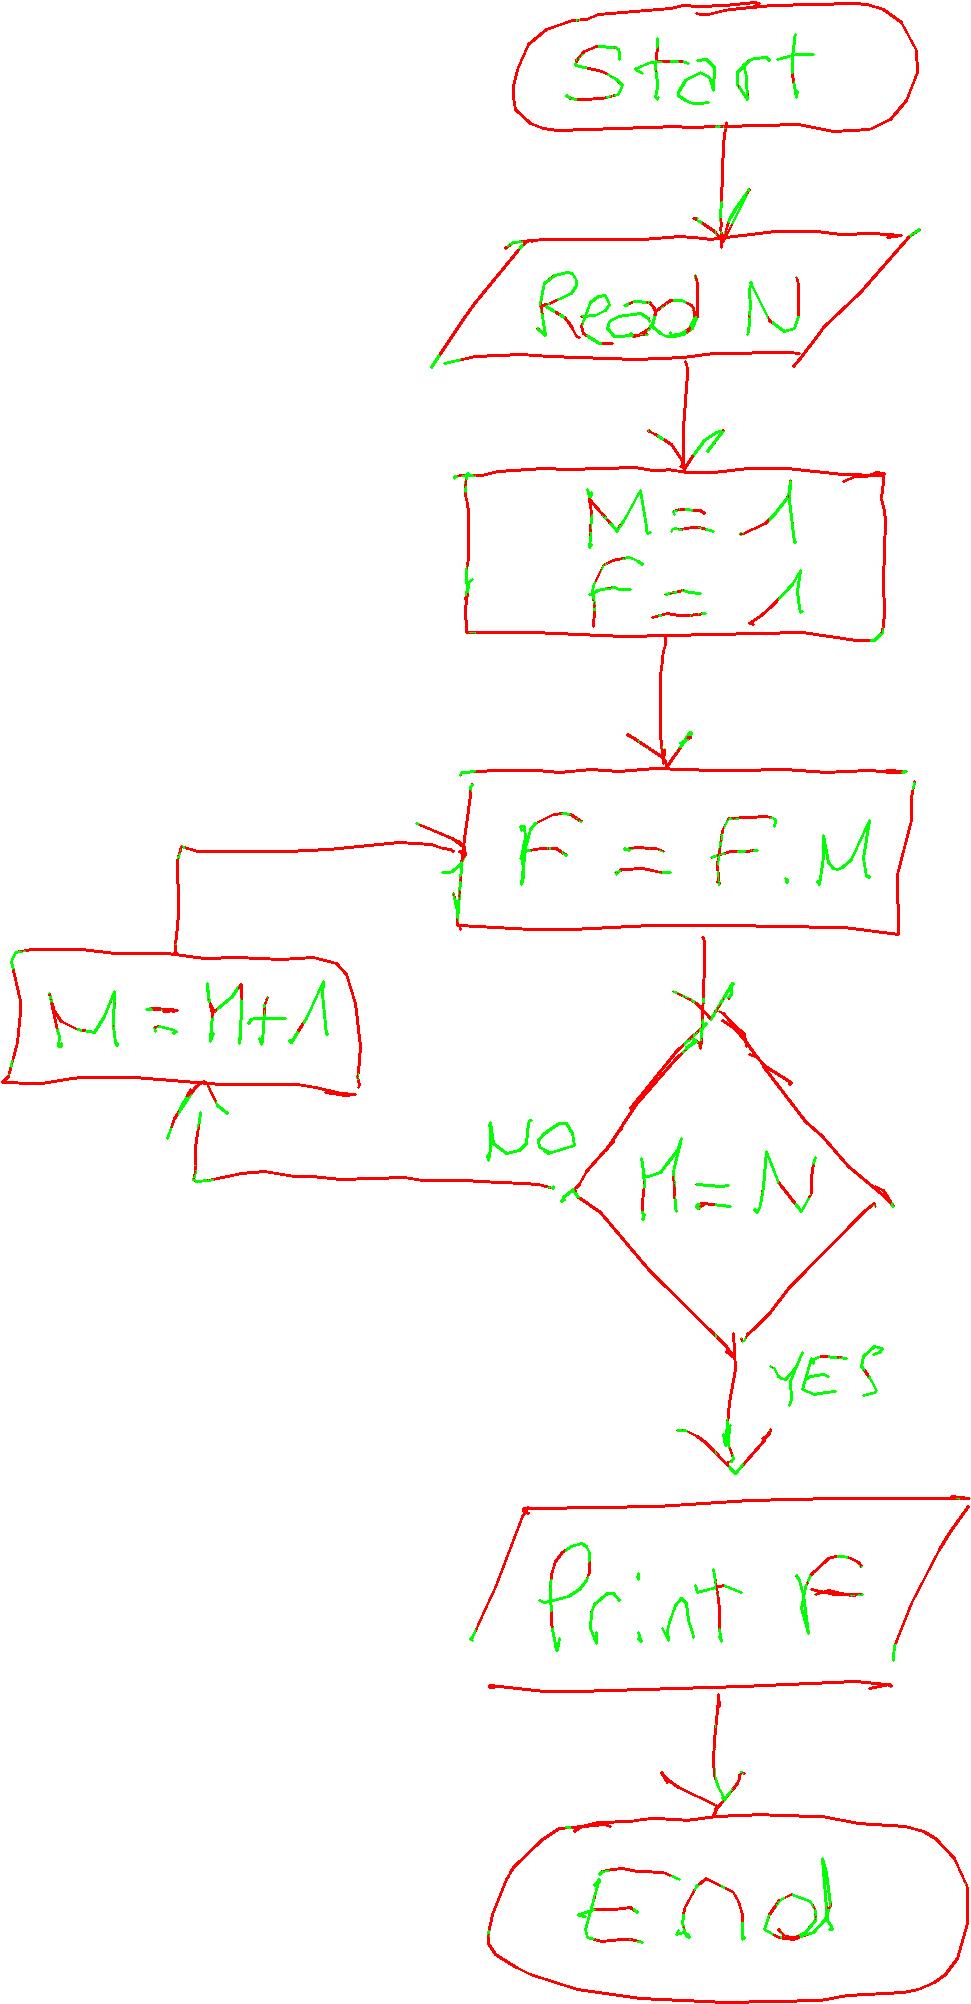 Start
Read N
M = 1
F = 1
F = F . M
M = M+1
NO
M = N
YES
Print F
End